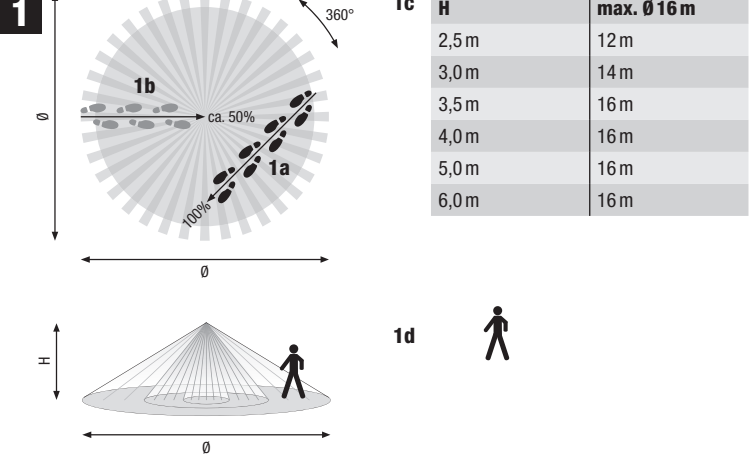 1
360°
1b
Ø
ca. 50%
1a
100%
Ø
H
Ø
1c
H max. Ø 16 m
2,5 m 12 m
3,0 m 14 m
3,5 m 16 m
4,0 m 16 m
5,0 m 16 m
6,0 m 16 m
1d